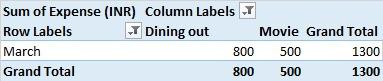 Sum of Expense (INR) Column Labels
Row Labels Dining out Movie Grand Total
March 800 500 1300
Grand Total 800 500 1300